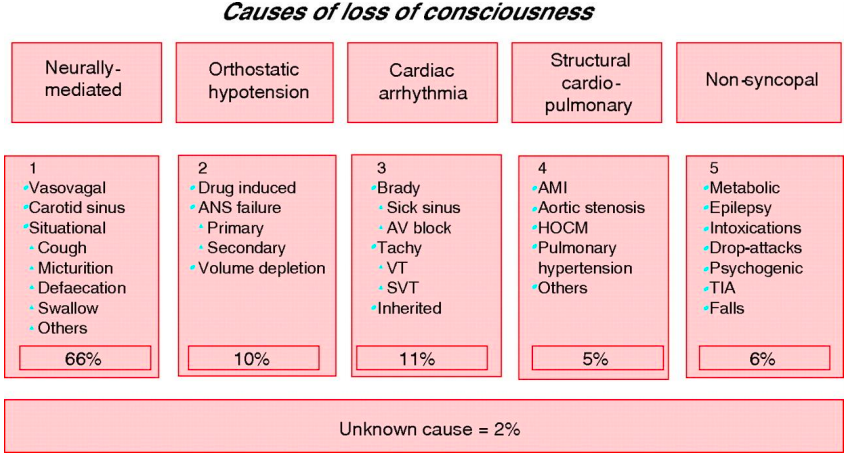 Causes of loss of consciousness
Neurally-
mediated
Orthostatic
hypotension
Cardiac
arrhythmia
Structural
cardio-
pulmonary
Non-syncopal
1
Vasovagal
Carotid sinus
Situational
Cough
Micturition
Defaecation
Swallow
Others
66%
2
Drug induced
ANS failure
Primary
Secondary
Volume depletion
10%
3
Brady
Sick sinus
AV block
Tachy
VT
SVT
Inherited
11%
4
AMI
Aortic stenosis
HOCM
Pulmonary
hypertension
Others
5%
5
Metabolic
Epilepsy
Intoxications
Drop-attacks
Psychogenic
TIA
Falls
6%
Unknown cause = 2%